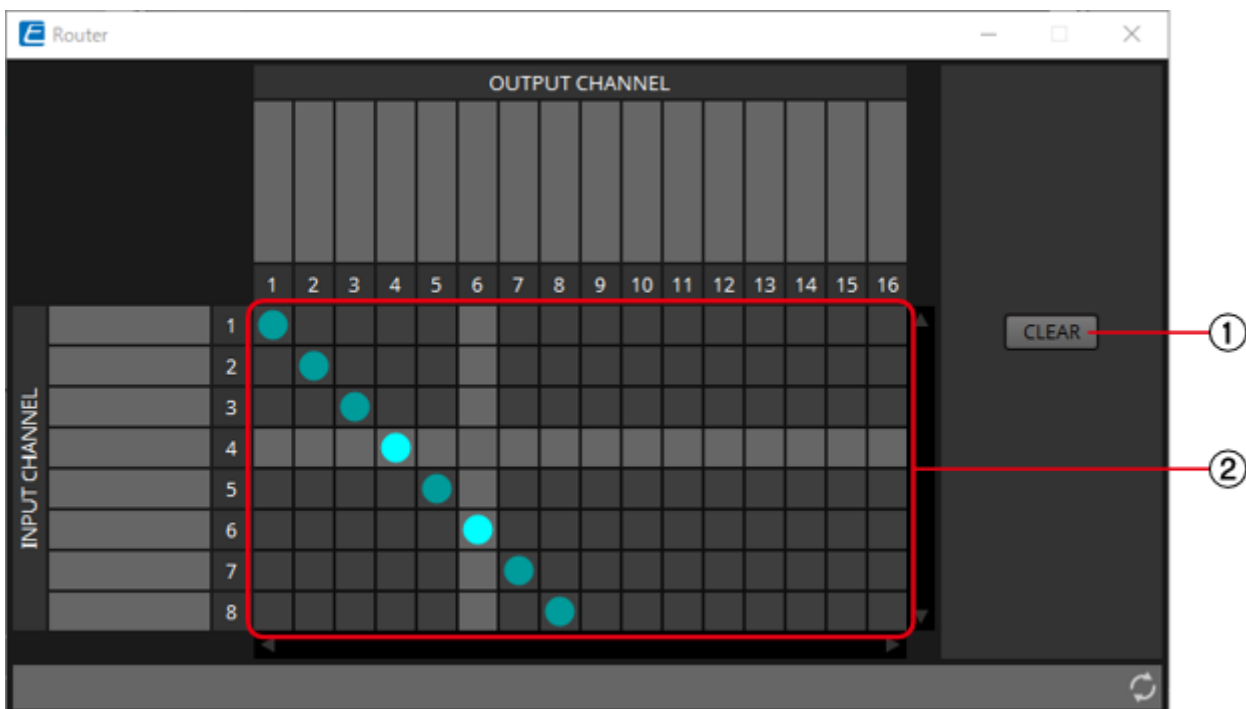 Router
OUTPUT CHANNEL
1 2 3 4 5 6 7 8 9 10 11 12 13 14 15 16
INPUT CHANNEL
1
2
3
4
5
6
7
8
CLEAR
①
②